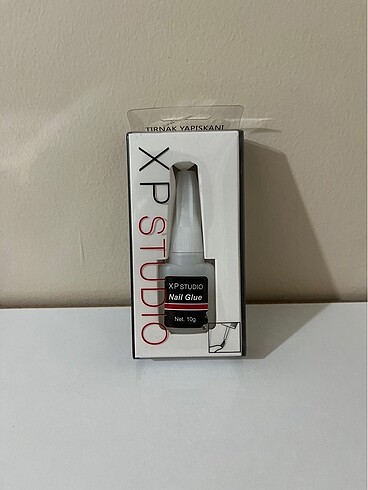 TIRNAK YAPIŞKANI
XP STUDIO
XP STUDIO
Nail Glue
Net. 10g